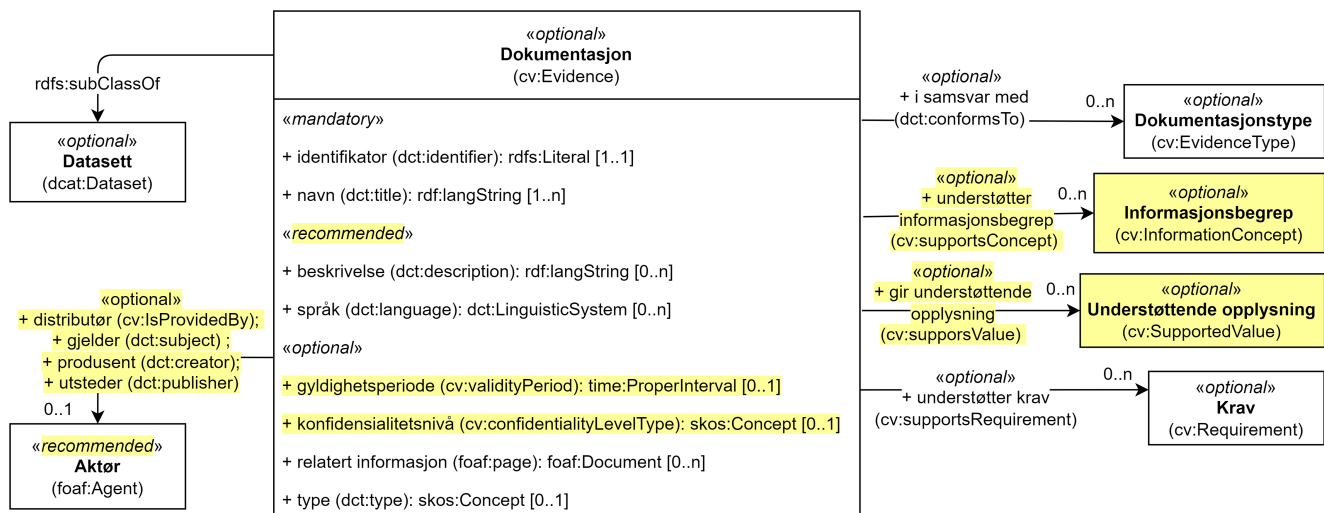 «optional»
Dokumentasjon
(cv:Evidence)
rdfs:subClassOf
«optional»
Datasett
(dcat:Dataset)
«mandatory»
+ identifikator (dct:identifier): rdfs:Literal [1..1]
+ navn (dct:title): rdf:langString [1..n]
«recommended»
+ beskrivelse (dct:description): rdf:langString [0..n]
+ språk (dct:language): dct:LinguisticSystem [0..n]
«optional»
+ gyldighetsperiode (cv:validityPeriod): time:ProperInterval [0..1]
+ konfidensialitetsnivå (cv:confidentialityLevelType): skos:Concept [0..1]
+ relatert informasjon (foaf:page): foaf:Document [0..n]
+ type (dct:type): skos:Concept [0..1]
«optional»
+ distributør (cv:IsProvidedBy);
+ gjelder (dct:subject) ;
+ produsent (dct:creator);
+ utsteder (dct:publisher)
0..1
«recommended»
Aktør
(foaf:Agent)
«optional»
+ i samsvar med
(dct:conformsTo)
0..n
«optional»
Dokumentasjonstype
(cv:EvidenceType)
«optional»
+ understøtter
informasjonsbegrep
(cv:supportsConcept)
0..n
«optional»
Informasjonsbegrep
(cv:InformationConcept)
«optional»
+ gir understøttende
opplysning
(cv:supporsValue)
0..n
«optional»
Understøttende opplysning
(cv:SupportedValue)
«optional»
+ understøtter krav
(cv:supportsRequirement)
0..n
«optional»
Krav
(cv:Requirement)